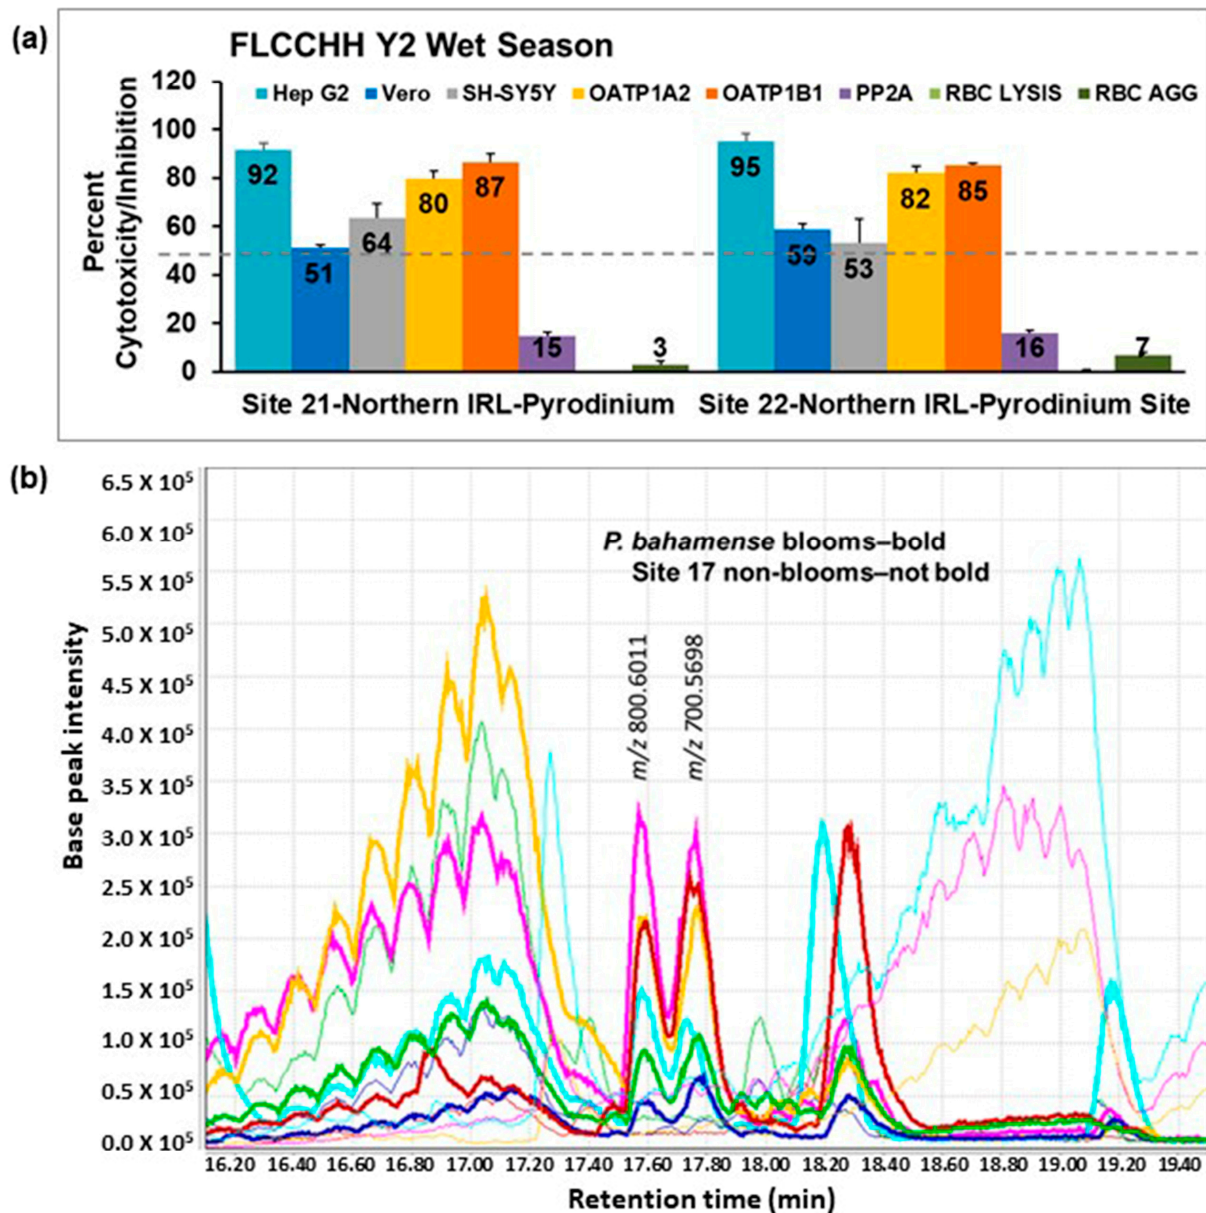 (a)
FLCCHH Y2 Wet Season
Hep G2 Vero SH-SY5Y OATP1A2 OATP1B1 PP2A RBC LYSIS RBC AGG
Percent
Cytotoxicity/Inhibition
120
100
80
60
40
20
0
92 51 64 80 87 15 3
95 59 53 82 85 16 7
Site 21-Northern IRL-Pyrodinium Site 22-Northern IRL-Pyrodinium Site
(b)
Base peak intensity
6.5 X 10⁵
6.0 X 10⁵
5.5 X 10⁵
5.0 X 10⁵
4.5 X 10⁵
4.0 X 10⁵
3.5 X 10⁵
3.0 X 10⁵
2.5 X 10⁵
2.0 X 10⁵
1.5 X 10⁵
1.0 X 10⁵
0.5 X 10⁵
0.0 X 10⁵
P. bahamense blooms–bold
Site 17 non-blooms–not bold
m/z 800.6011
m/z 700.5698
16.20 16.40 16.60 16.80 17.00 17.20 17.40 17.60 17.80 18.00 18.20 18.40 18.60 18.80 19.00 19.20 19.40
Retention time (min)